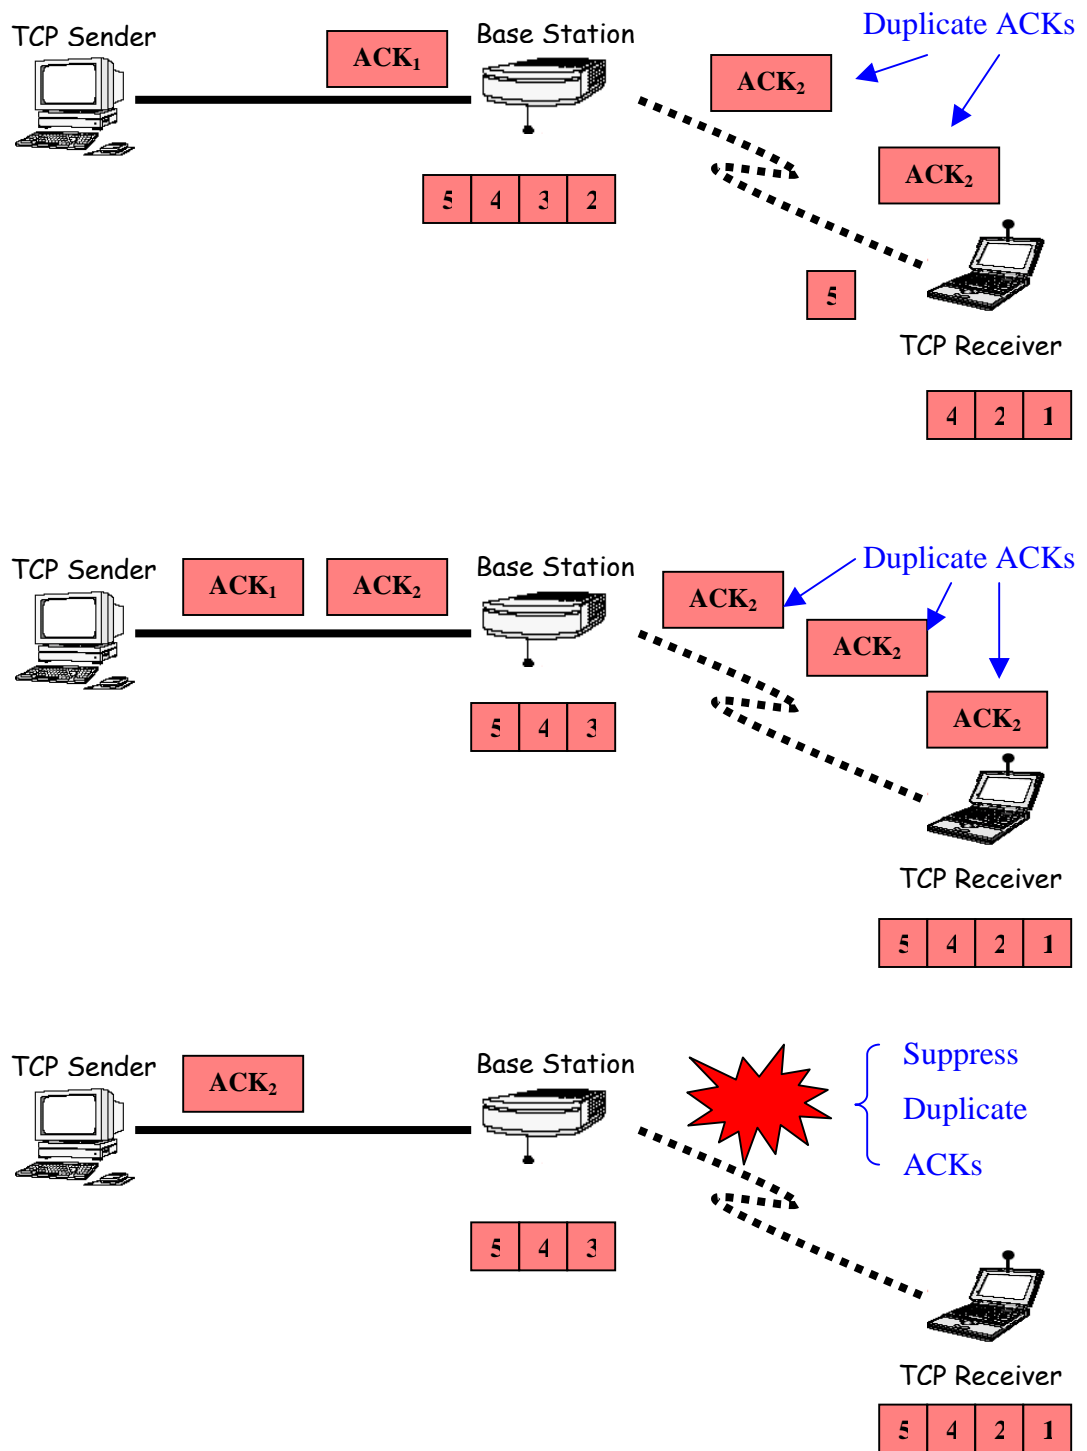 Duplicate ACKs
TCP Sender
Base Station
ACK₁
ACK₂
ACK₂
5 4 3 2
5
TCP Receiver
4 2 1
TCP Sender
Base Station
Duplicate ACKs
ACK₁ ACK₂
ACK₂
ACK₂
ACK₂
5 4 3
TCP Receiver
5 4 2 1
TCP Sender
Base Station
Suppress
Duplicate
ACKs
ACK₂
5 4 3
TCP Receiver
5 4 2 1